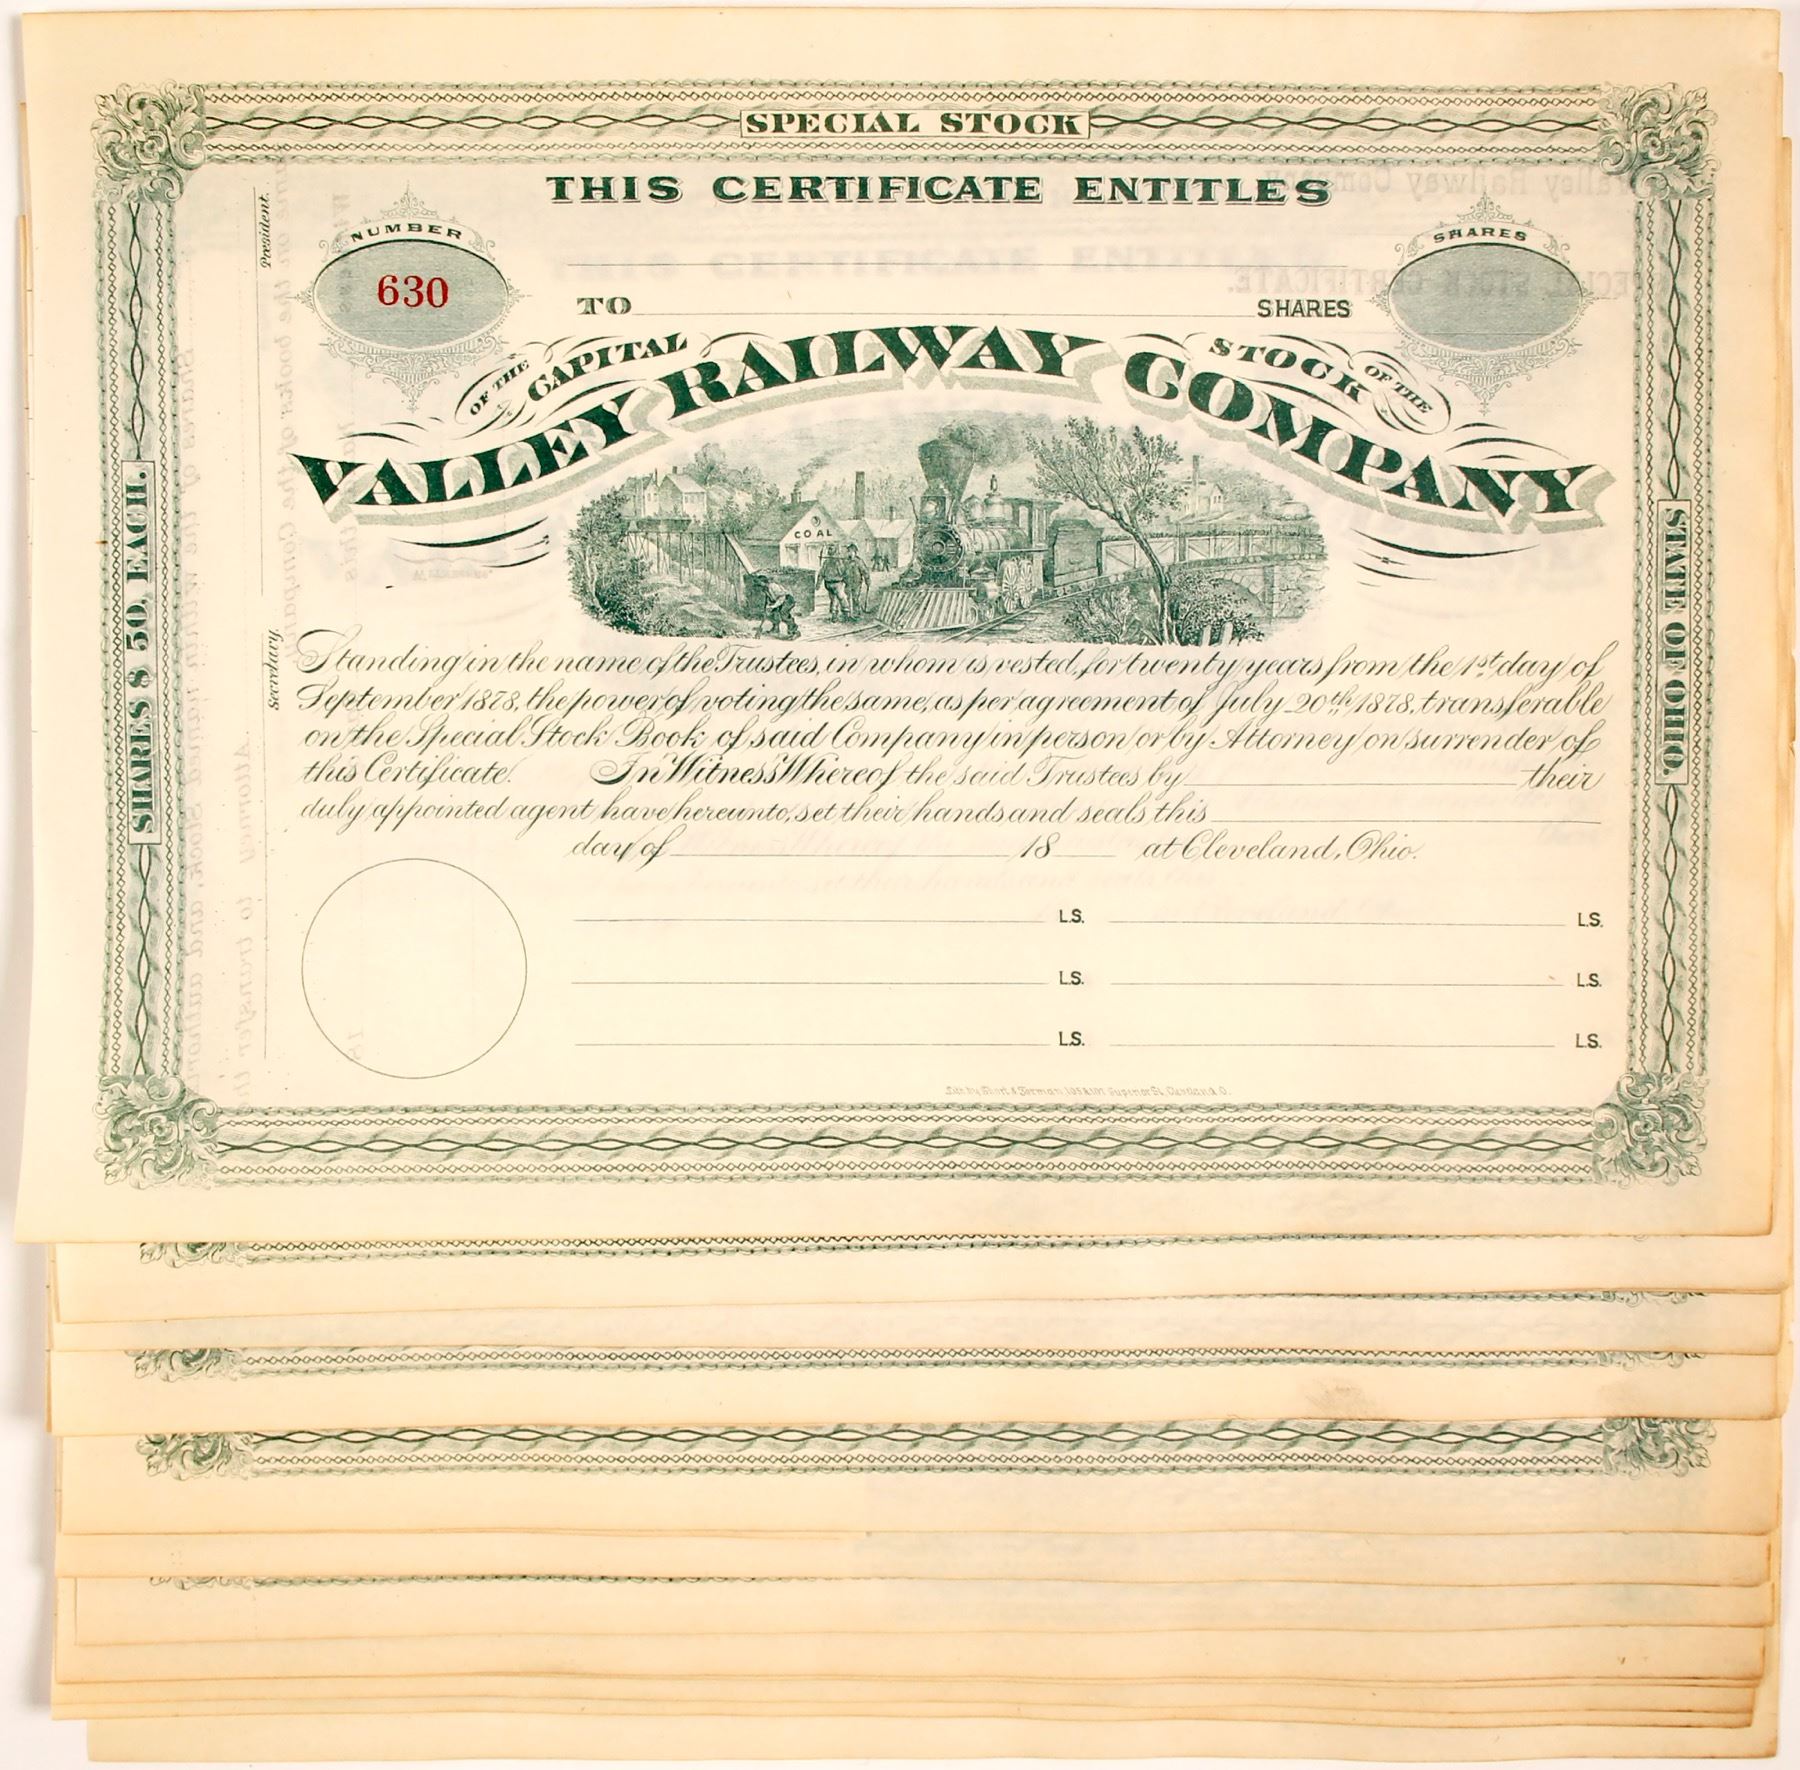 SPECIAL STOCK
THIS CERTIFICATE ENTITLES
NUMBER
630
SHARES
TO SHARES
OF THE CAPITAL STOCK OF THE
VALLEY RAILWAY COMPANY
COAL
Standing in the name of the Trustees, in whom is vested, for twenty years from the 1st day of
September 1878, the power of voting the same, as per agreement of July 20th 1878, transferable
on the Special Stock Book of said Company in person or by Attorney on surrender of
this Certificate. In Witness Whereof the said Trustees by their
duly appointed agent have hereunto, set their hands and seals this
day of 18 at Cleveland, Ohio.
L.S. L.S.
L.S. L.S.
L.S. L.S.
Superior St. Cleveland, O.
SHARES $ 50, EACH.
STATE OF OHIO.
President.
Secretary.